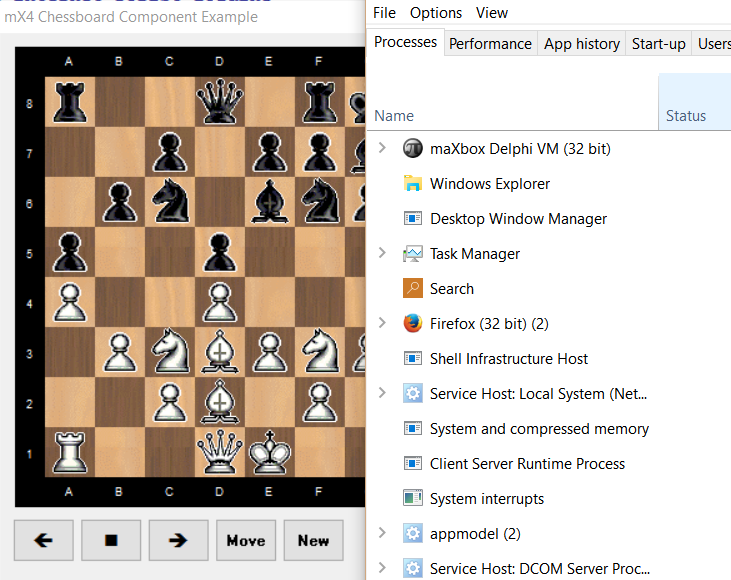 mX4 Chessboard Component Example
A B C D E F
8
7
6
5
4
3
2
1
A B C D E F
Move New
File Options View
Processes Performance App history Start-up Users
Name Status
maXbox Delphi VM (32 bit)
Windows Explorer
Desktop Window Manager
Task Manager
Search
Firefox (32 bit) (2)
Shell Infrastructure Host
Service Host: Local System (Net...
System and compressed memory
Client Server Runtime Process
System interrupts
appmodel (2)
Service Host: DCOM Server Proc...